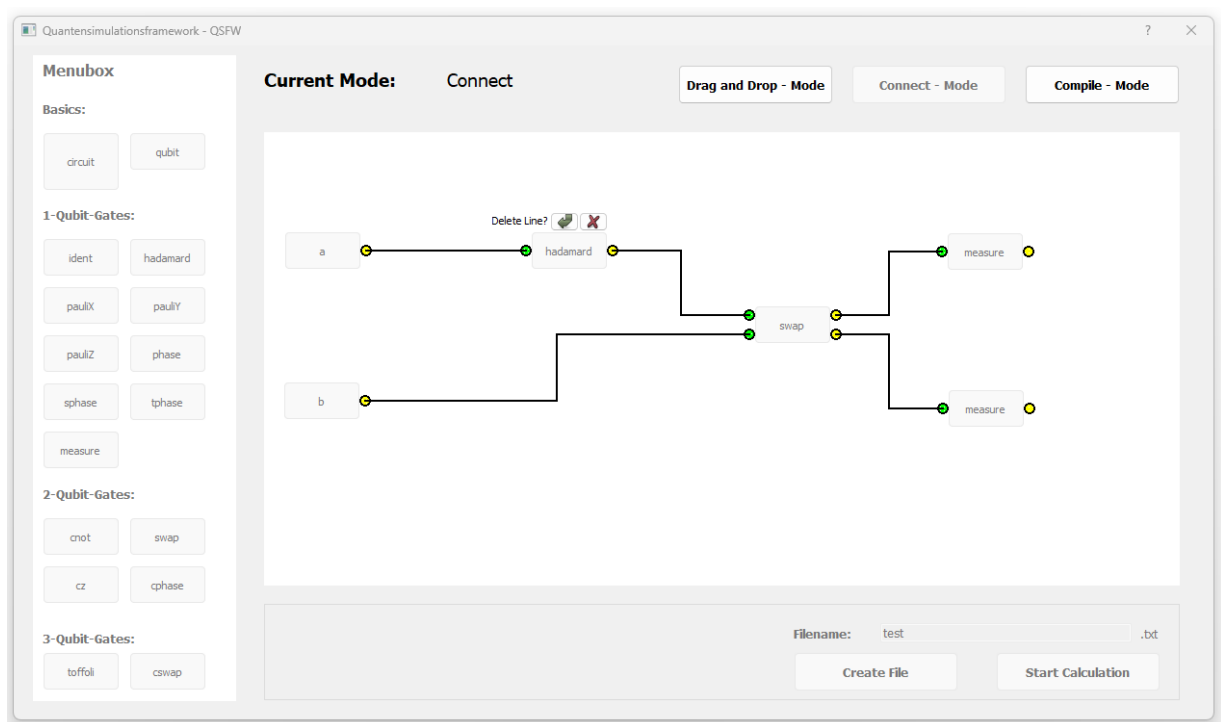 Quantensimulationsframework - QSFW ?
Menubox
Basics:
circuit qubit
1-Qubit-Gates:
ident hadamard
pauliX pauliY
pauliZ phase
sphase tphase
measure
2-Qubit-Gates:
cnot swap
cz cphase
3-Qubit-Gates:
toffoli cswap
Current Mode: Connect
Drag and Drop - Mode Connect - Mode Compile - Mode
Delete Line?
a hadamard measure
swap
b measure
Filename: test .txt
Create File Start Calculation